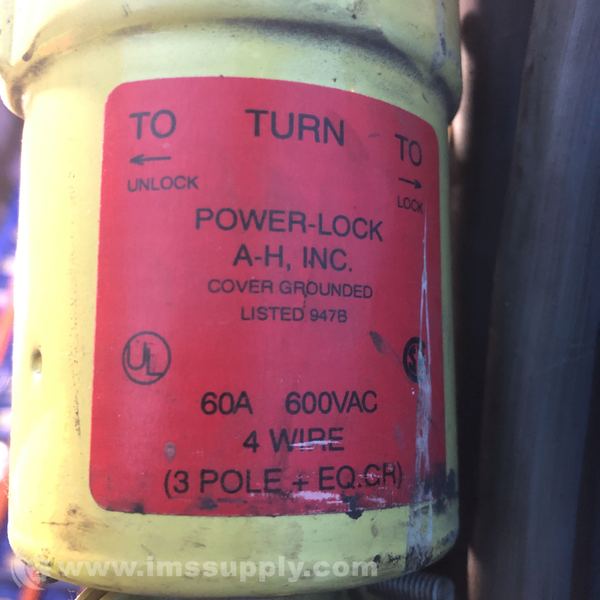 TO TURN TO
← →
UNLOCK LOCK
POWER-LOCK
A-H, INC.
COVER GROUNDED
LISTED 947B
UL
60A 600VAC
4 WIRE
(3 POLE + EQ.GR)
www.imssupply.com